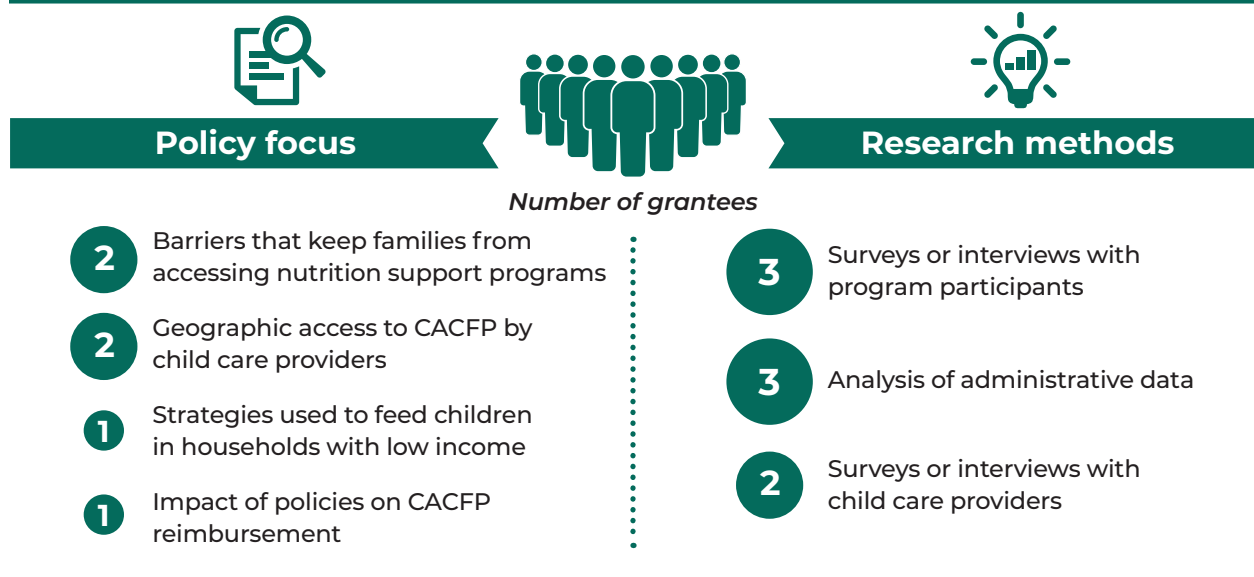 Policy focus
Research methods
Number of grantees
2
Barriers that keep families from
accessing nutrition support programs
2
Geographic access to CACFP by
child care providers
1
Strategies used to feed children
in households with low income
1
Impact of policies on CACFP
reimbursement
3
Surveys or interviews with
program participants
3
Analysis of administrative data
2
Surveys or interviews with
child care providers